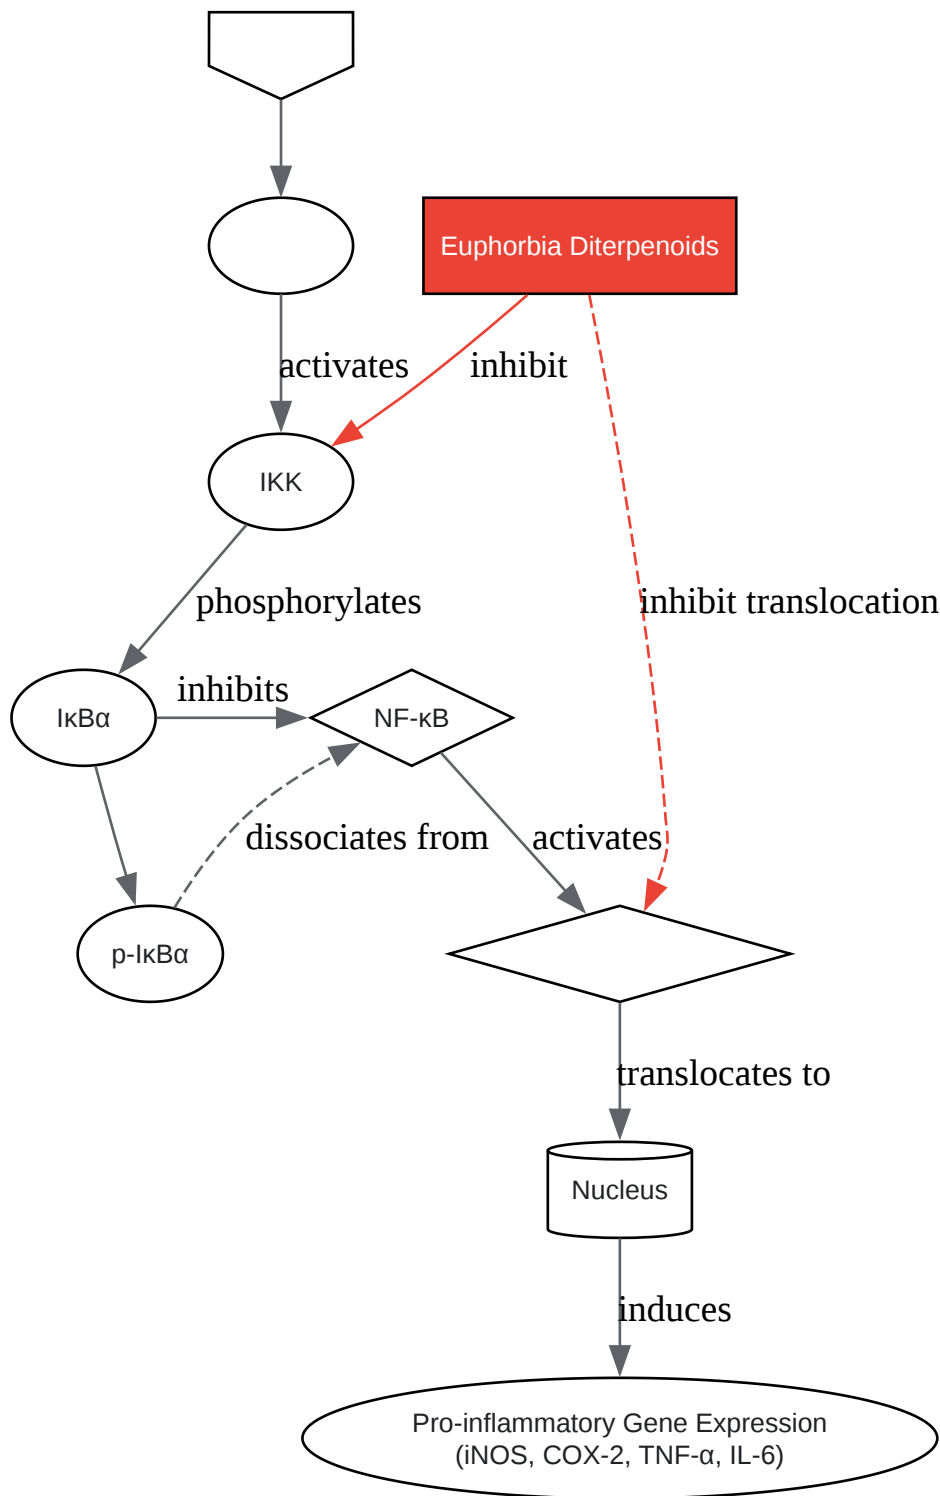 Euphorbia Diterpenoids
activates
inhibit
IKK
phosphorylates
inhibit translocation
inhibits
IκBα
NF-κB
dissociates from
activates
p-IκBα
translocates to
Nucleus
induces
Pro-inflammatory Gene Expression
(iNOS, COX-2, TNF-α, IL-6)